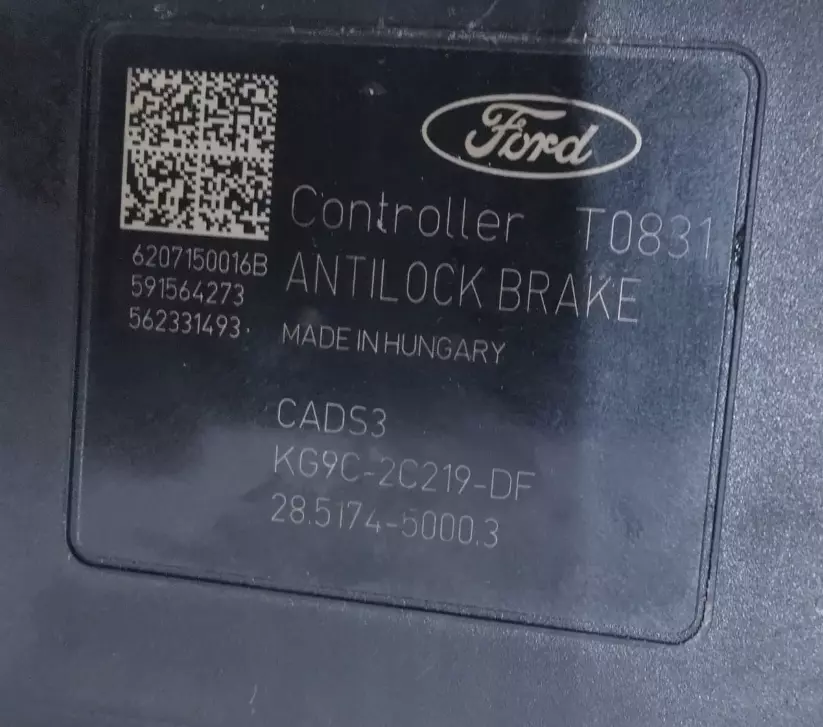 Ford
Controller T0831
ANTILOCK BRAKE
MADE IN HUNGARY
6207150016B
591564273
562331493
CADS3
KG9C-2C219-DF
28.5174-5000.3